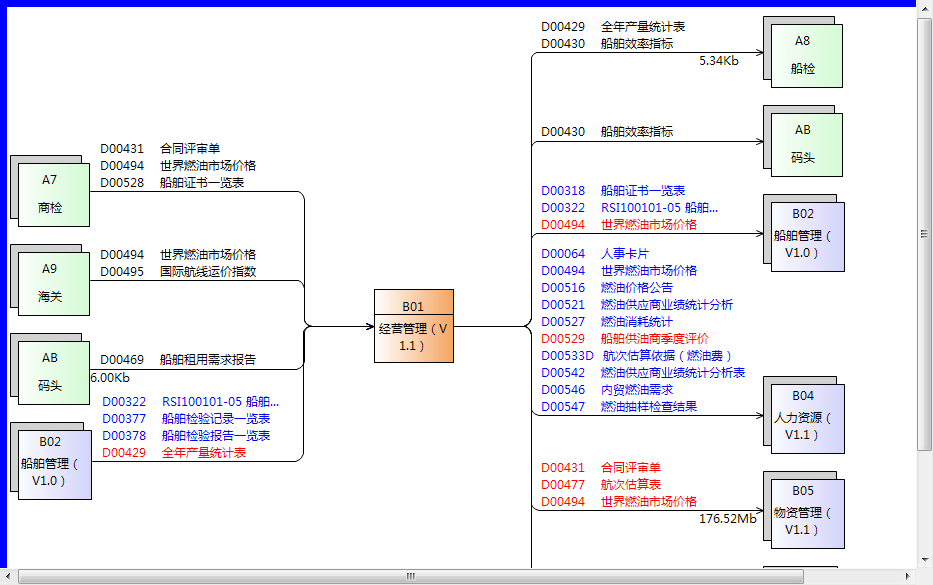 D00431 合同评审单
D00494 世界燃油市场价格
D00528 船舶证书一览表
A7
商检
D00494 世界燃油市场价格
D00495 国际航线运价指数
A9
海关
D00469 船舶租用需求报告
6.00Kb
AB
码头
D00322 RSI100101-05 船舶...
D00377 船舶检验记录一览表
D00378 船舶检验报告一览表
D00429 全年产量统计表
B02
船舶管理（
V1.0）
B01
经营管理（V
1.1）
D00429 全年产量统计表
D00430 船舶效率指标
5.34Kb
A8
船检
D00430 船舶效率指标
AB
码头
D00318 船舶证书一览表
D00322 RSI100101-05 船舶...
D00494 世界燃油市场价格
B02
船舶管理（
V1.0）
D00064 人事卡片
D00494 世界燃油市场价格
D00516 燃油价格公告
D00521 燃油供应商业绩统计分析
D00527 燃油消耗统计
D00529 船舶供油商季度评价
D00533D 航次估算依据（燃油费）
D00542 燃油供应商业绩统计分析表
D00546 内贸燃油需求
D00547 燃油抽样检查结果
B04
人力资源（
V1.1）
D00431 合同评审单
D00477 航次估算表
D00494 世界燃油市场价格
176.52Mb
B05
物资管理（
V1.1）